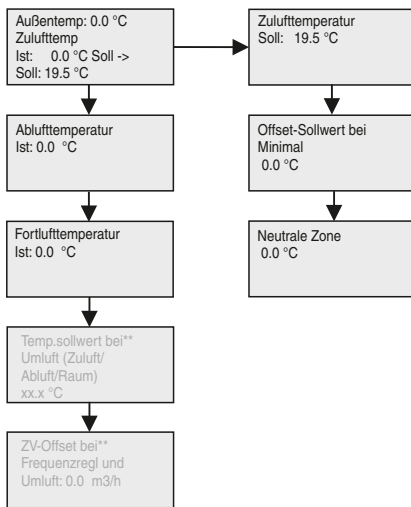 Außentemp: 0.0 °C
Zulufttemp
Ist: 0.0 °C Soll ->
Soll: 19.5 °C
Zulufttemperatur
Soll: 19.5 °C
Ablufttemperatur
Ist: 0.0 °C
Offset-Sollwert bei
Minimal
0.0 °C
Fortlufttemperatur
Ist: 0.0 °C
Neutrale Zone
0.0 °C
Temp.sollwert bei**
Umluft (Zuluft/
Abluft/Raum)
xx.x °C
ZV-Offset bei**
Frequenzregl und
Umluft: 0.0 m3/h